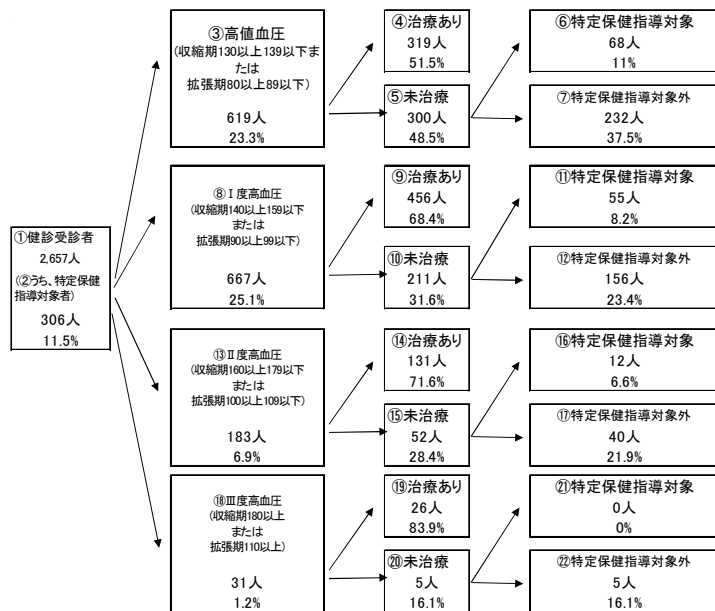 ①健診受診者
2,657人
(②うち、特定保健
指導対象者)
306人
11.5%
③高値血圧
(収縮期130以上139以下ま
たは
拡張期80以上89以下)
619人
23.3%
④治療あり
319人
51.5%
⑤未治療
300人
48.5%
⑥特定保健指導対象
68人
11%
⑦特定保健指導対象外
232人
37.5%
⑧Ⅰ度高血圧
(収縮期140以上159以下
または
拡張期90以上99以下)
667人
25.1%
⑨治療あり
456人
68.4%
⑩未治療
211人
31.6%
⑪特定保健指導対象
55人
8.2%
⑫特定保健指導対象外
156人
23.4%
⑬Ⅱ度高血圧
(収縮期160以上179以下
または
拡張期100以上109以下)
183人
6.9%
⑭治療あり
131人
71.6%
⑮未治療
52人
28.4%
⑯特定保健指導対象
12人
6.6%
⑰特定保健指導対象外
40人
21.9%
⑱Ⅲ度高血圧
(収縮期180以上
または
拡張期110以上)
31人
1.2%
⑲治療あり
26人
83.9%
⑳未治療
5人
16.1%
㉑特定保健指導対象
0人
0%
㉒特定保健指導対象外
5人
16.1%